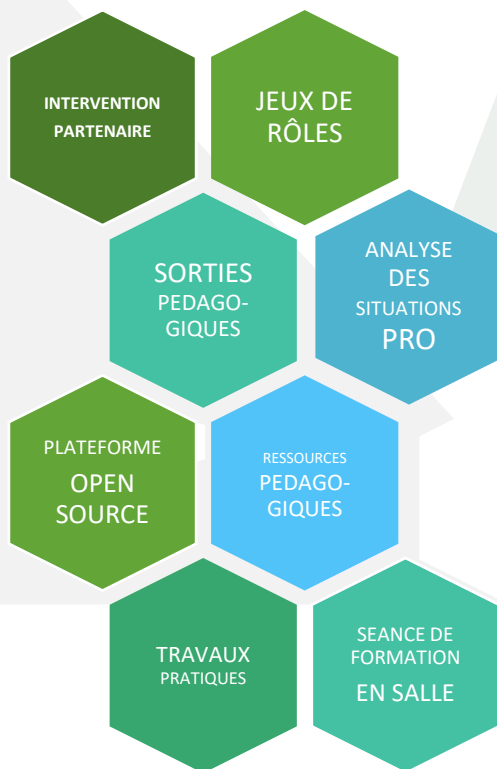 INTERVENTION
PARTENAIRE
JEUX DE
RÔLES
SORTIES
PEDAGO-
GIQUES
ANALYSE
DES
SITUATIONS
PRO
PLATEFORME
OPEN
SOURCE
RESSOURCES
PEDAGO-
GIQUES
TRAVAUX
PRATIQUES
SEANCE DE
FORMATION
EN SALLE